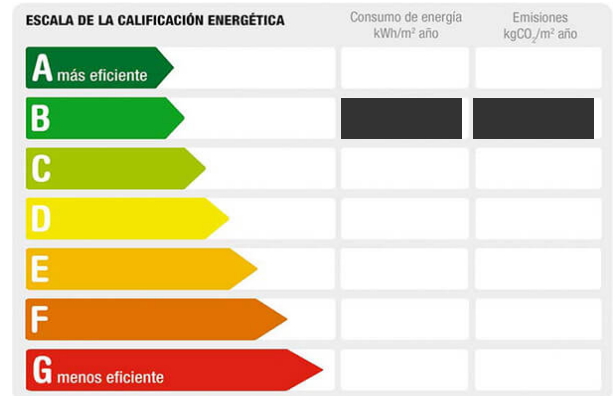 ESCALA DE LA CALIFICACIÓN ENERGÉTICA
Consumo de energía
kWh/m² año
Emisiones
kgCO₂/m² año
A más eficiente
B
C
D
E
F
G menos eficiente